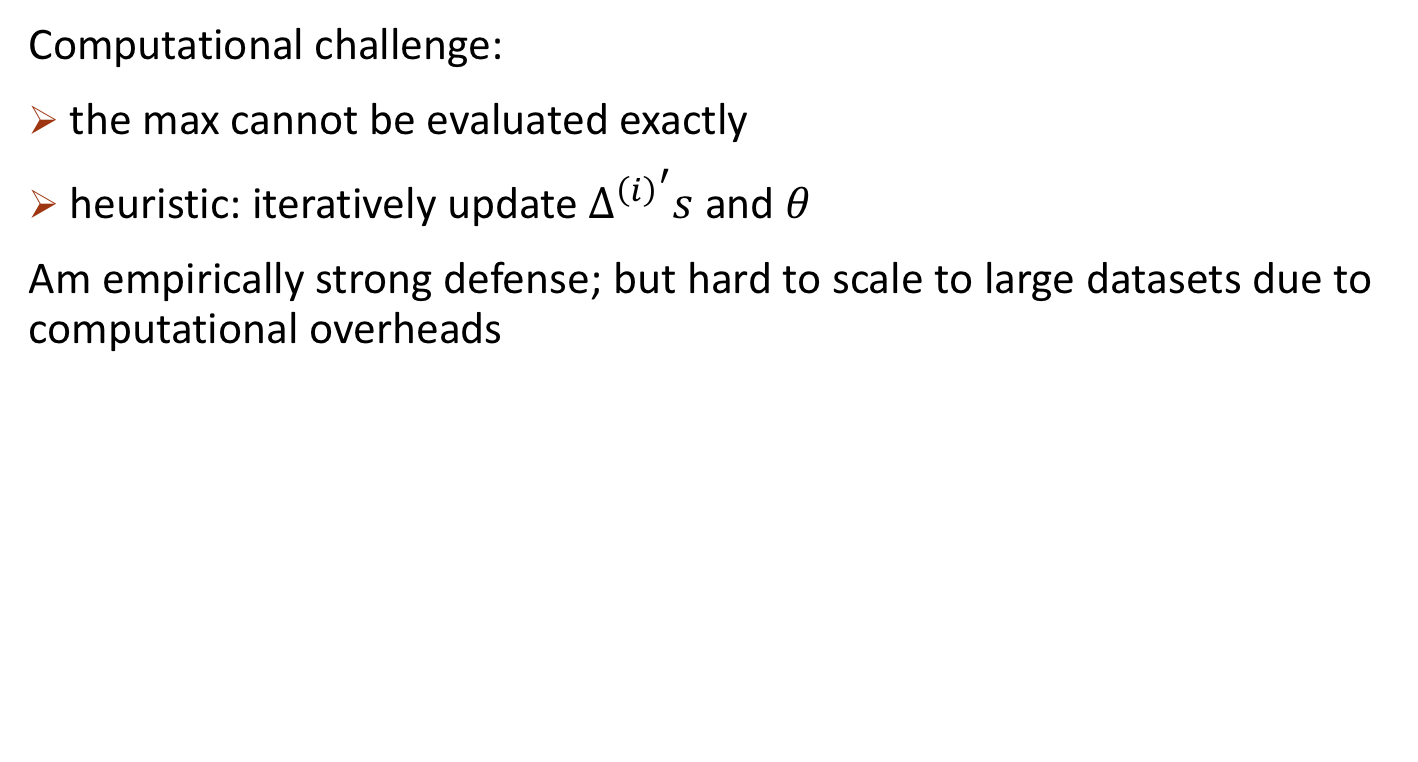 Computational challenge:
➢ the max cannot be evaluated exactly
➢ heuristic: iteratively update Δ⁽ⁱ⁾′s and θ
Am empirically strong defense; but hard to scale to large datasets due to
computational overheads